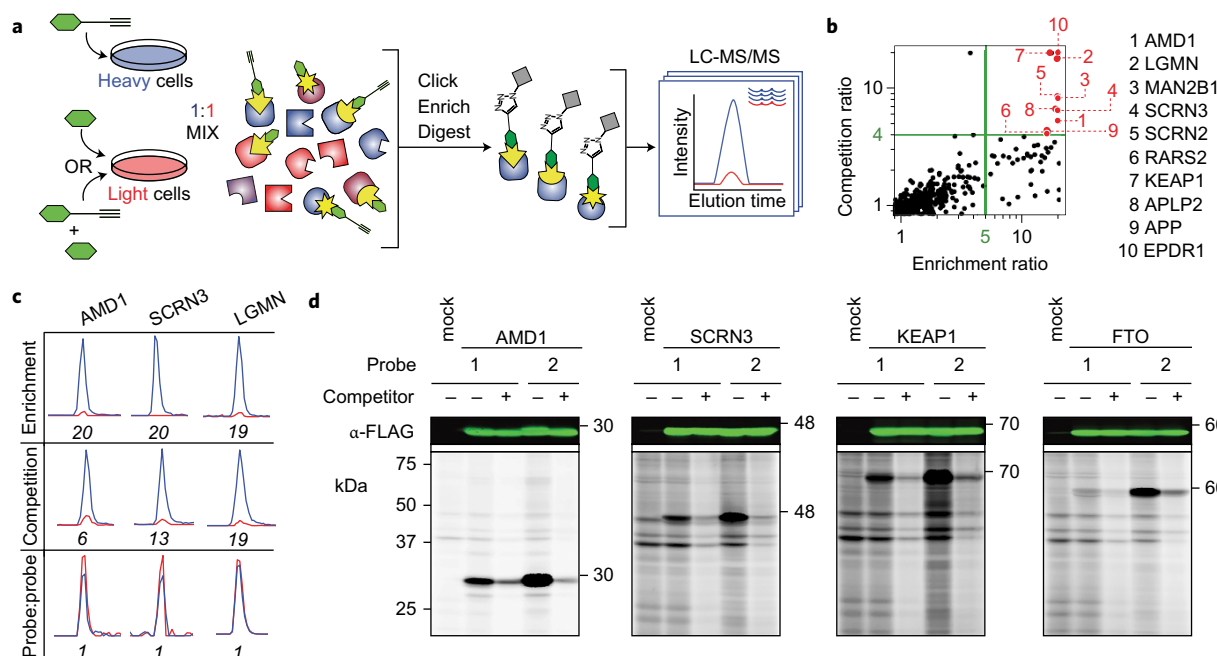 a
Heavy cells
OR
Light cells
+
1:1
MIX
Click
Enrich
Digest
N=N
N
N=N
N
N=N
N
LC-MS/MS
Intensity
Elution time
b
Competition ratio
10
4
1
1
5
10
Enrichment ratio
10
7
2
5
3
4
6
8
1
9
1 AMD1
2 LGMN
3 MAN2B1
4 SCRN3
5 SCRN2
6 RARS2
7 KEAP1
8 APLP2
9 APP
10 EPDR1
c
AMD1
SCRN3
LGMN
Enrichment
20
20
19
Competition
6
13
19
Probe:probe
1
1
1
d
mock
AMD1
mock
SCRN3
mock
KEAP1
mock
FTO
Probe
1
2
1
2
1
2
1
2
Competitor
– – + – +
– – + – +
– – + – +
– – + – +
α-FLAG
30
48
70
60
kDa
75
50
37
25
30
48
70
60